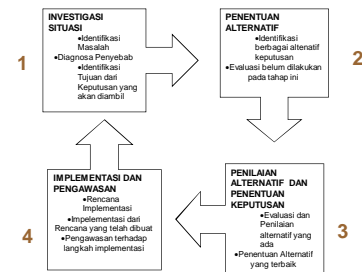 1
INVESTIGASI
SITUASI
•Identifikasi
Masalah
•Diagnosa Penyebab
•Identifikasi
Tujuan dari
Keputusan yang
akan diambil
PENENTUAN
ALTERNATIF
•Identifikasi
berbagai altenatif
keputusan
•Evaluasi belum dilakukan
pada tahap ini
2
PENILAIAN
ALTERNATIF DAN
PENENTUAN
KEPUTUSAN
•Evaluasi dan
Penilaian
alternatif yang
ada
•Penentuan Alternatif
yang terbaik
3
IMPLEMENTASI DAN
PENGAWASAN
•Rencana
Implementasi
•Impelementasi dari
Rencana yang telah dibuat
•Pengawasan terhadap
langkah implementasi
4